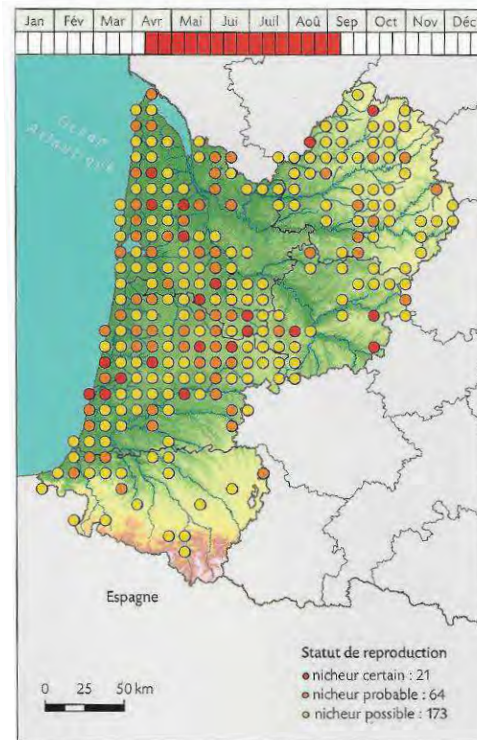 Jan Fév Mar Avr Mai Jui Juil Aoû Sep Oct Nov Déc
Océan
Atlantique
Espagne
Statut de reproduction
nicheur certain : 21
nicheur probable : 64
nicheur possible : 173
0 25 50 km